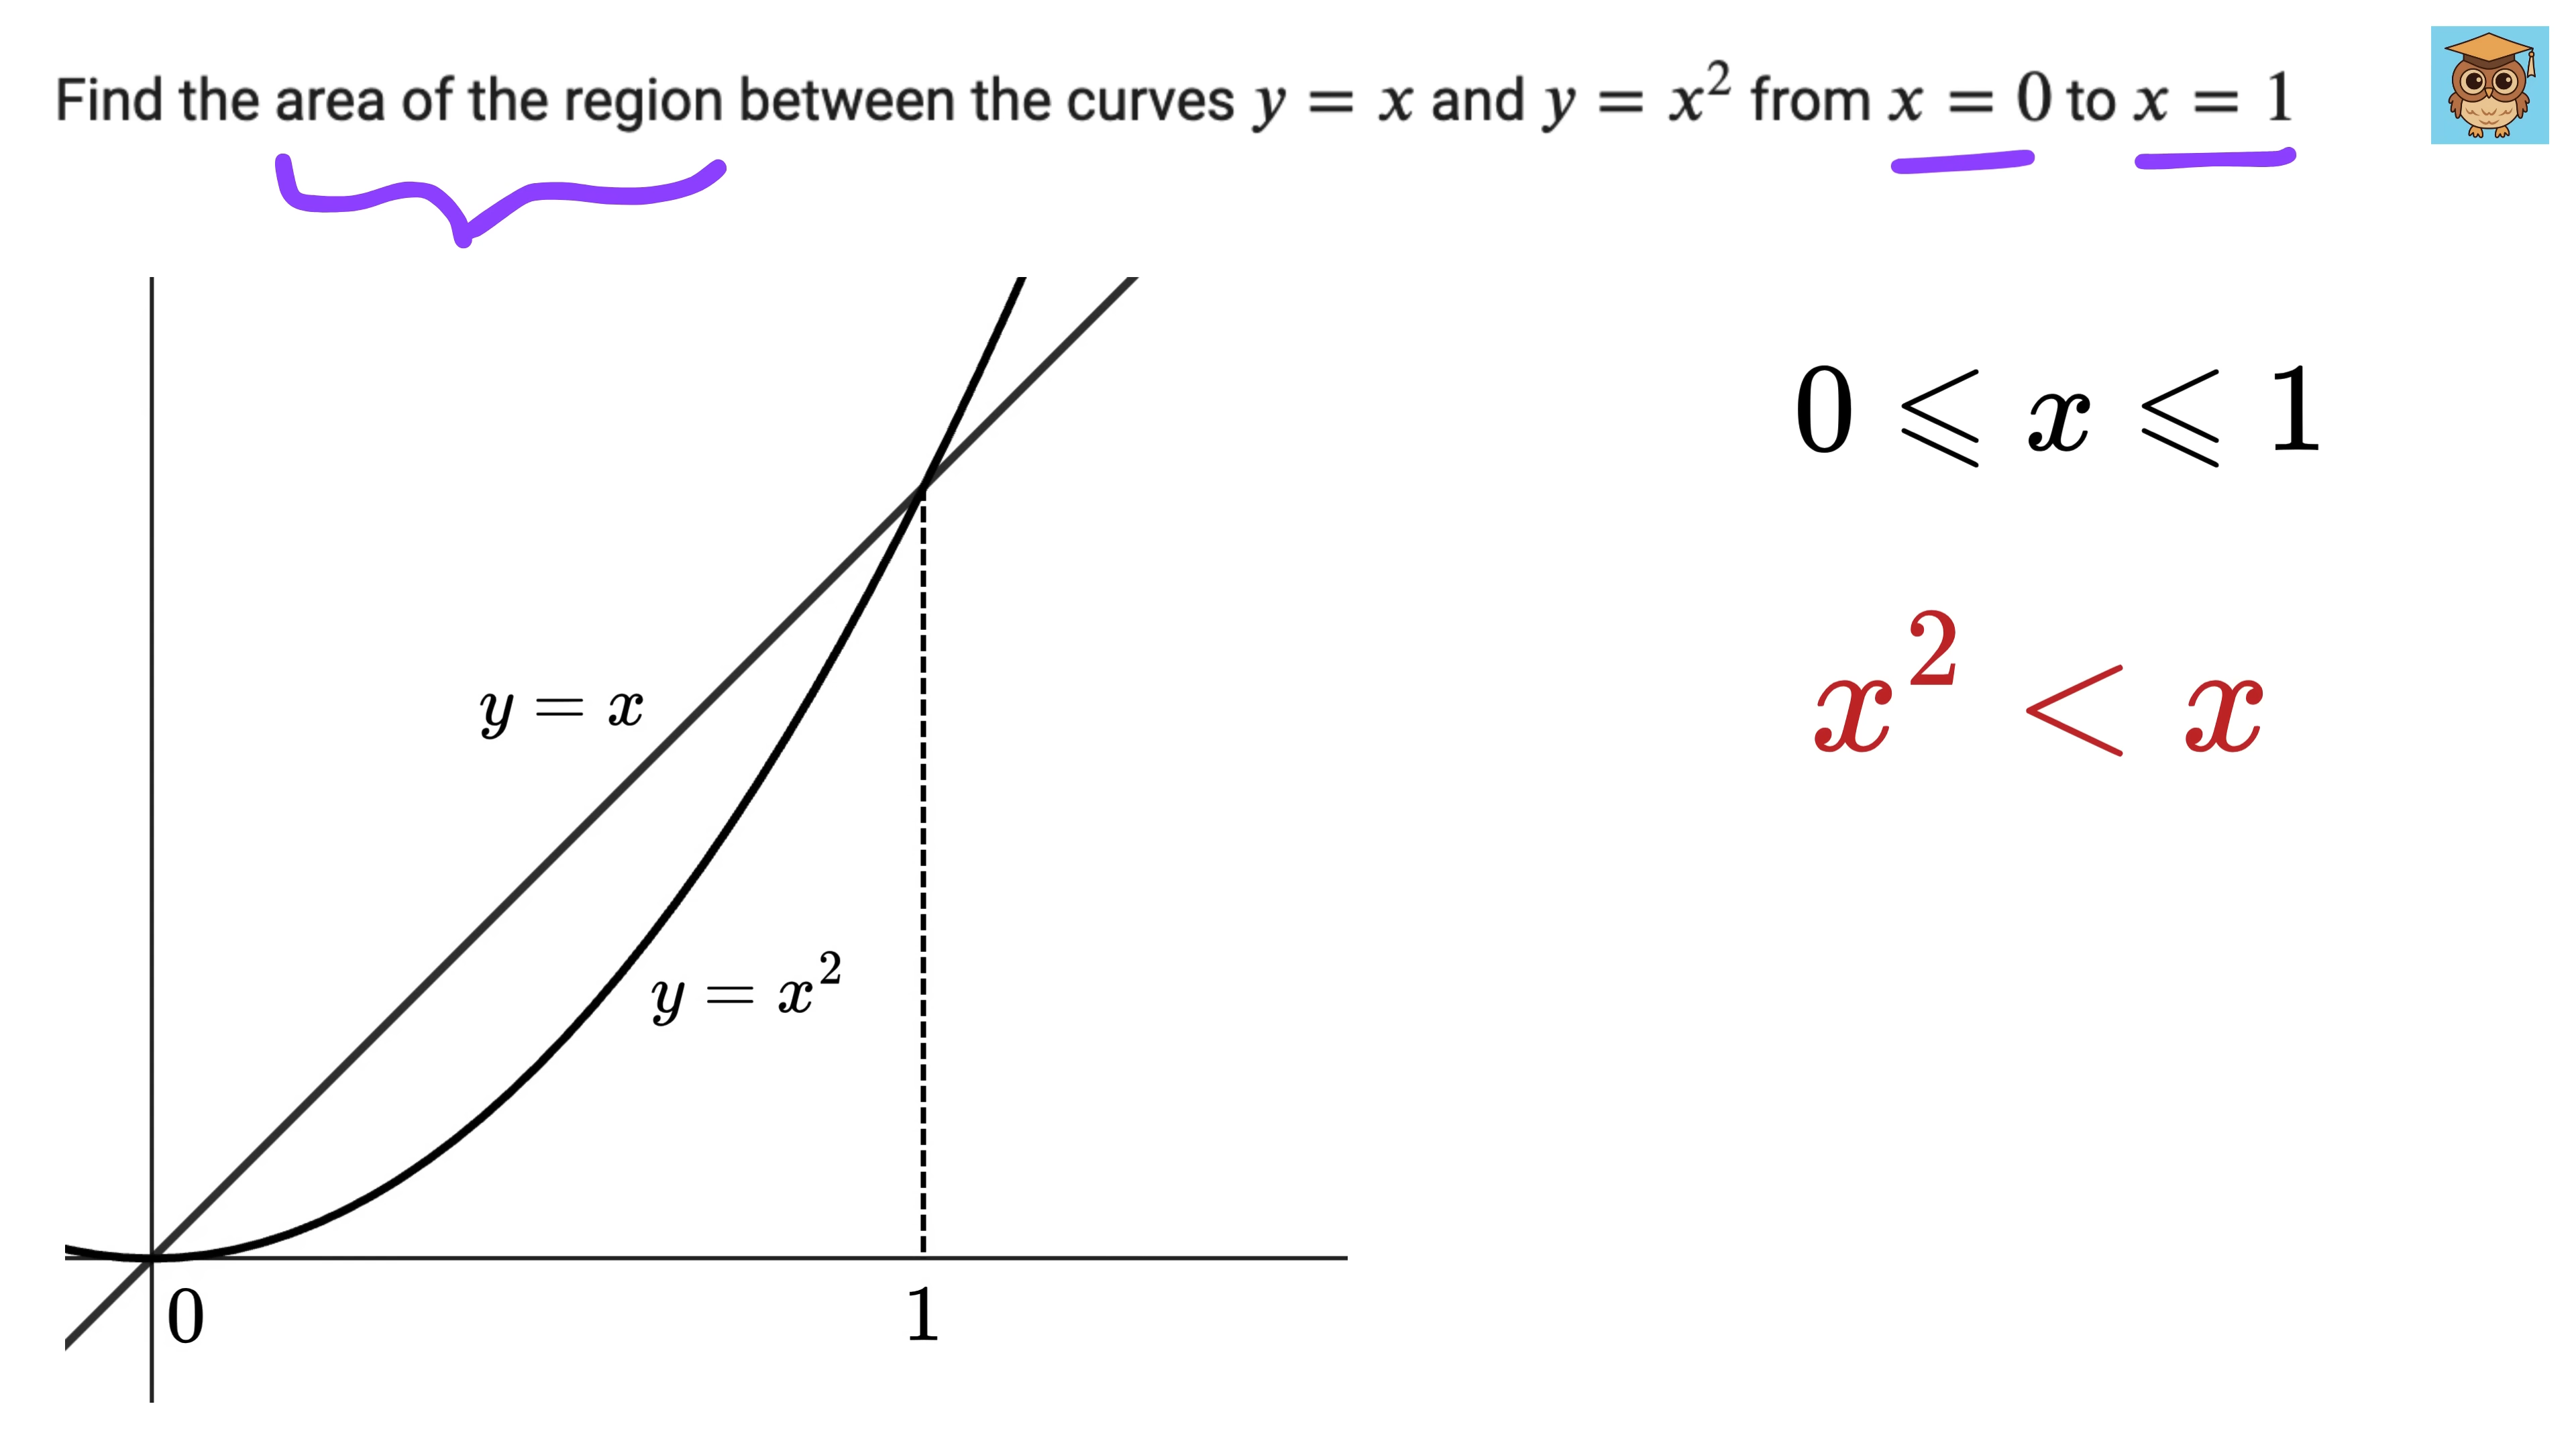 Find the area of the region between the curves y = x and y = x² from x = 0 to x = 1
0 ⩽ x ⩽ 1
x² < x
y = x
y = x²
0
1